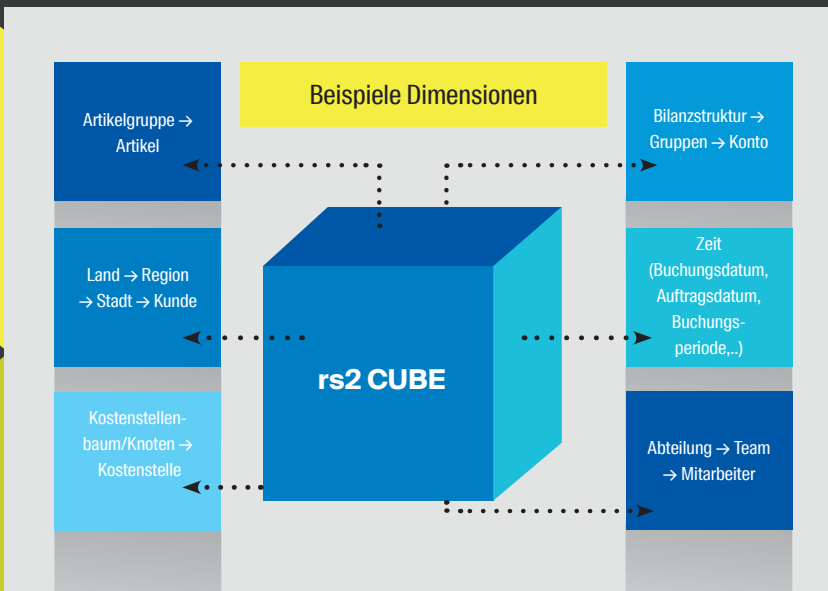 Beispiele Dimensionen
Artikelgruppe →
Artikel
Land → Region
→ Stadt → Kunde
Kostenstellen-
baum/Knoten →
Kostenstelle
rs2 CUBE
Bilanzstruktur →
Gruppen → Konto
Zeit
(Buchungsdatum,
Auftragsdatum,
Buchungs-
periode,..)
Abteilung → Team
→ Mitarbeiter